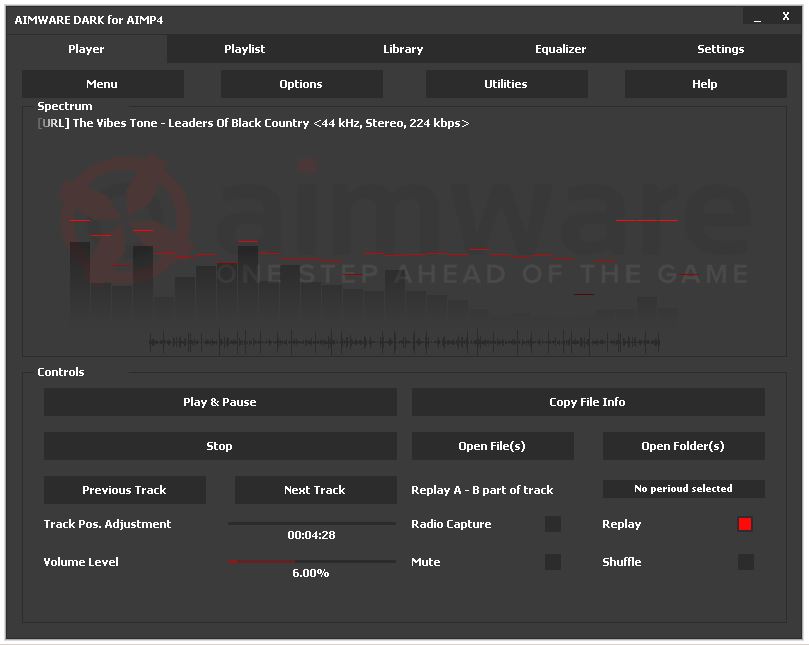 AIMWARE DARK for AIMP4
_ X
Player Playlist Library Equalizer Settings
Menu Options Utilities Help
Spectrum
[URL] The Vibes Tone - Leaders Of Black Country <44 kHz, Stereo, 224 kbps>
aimware
ONE STEP AHEAD OF THE GAME
Controls
Play & Pause Copy File Info
Stop Open File(s) Open Folder(s)
Previous Track Next Track Replay A - B part of track No perioud selected
Track Pos. Adjustment Radio Capture Replay
00:04:28
Volume Level Mute Shuffle
6.00%